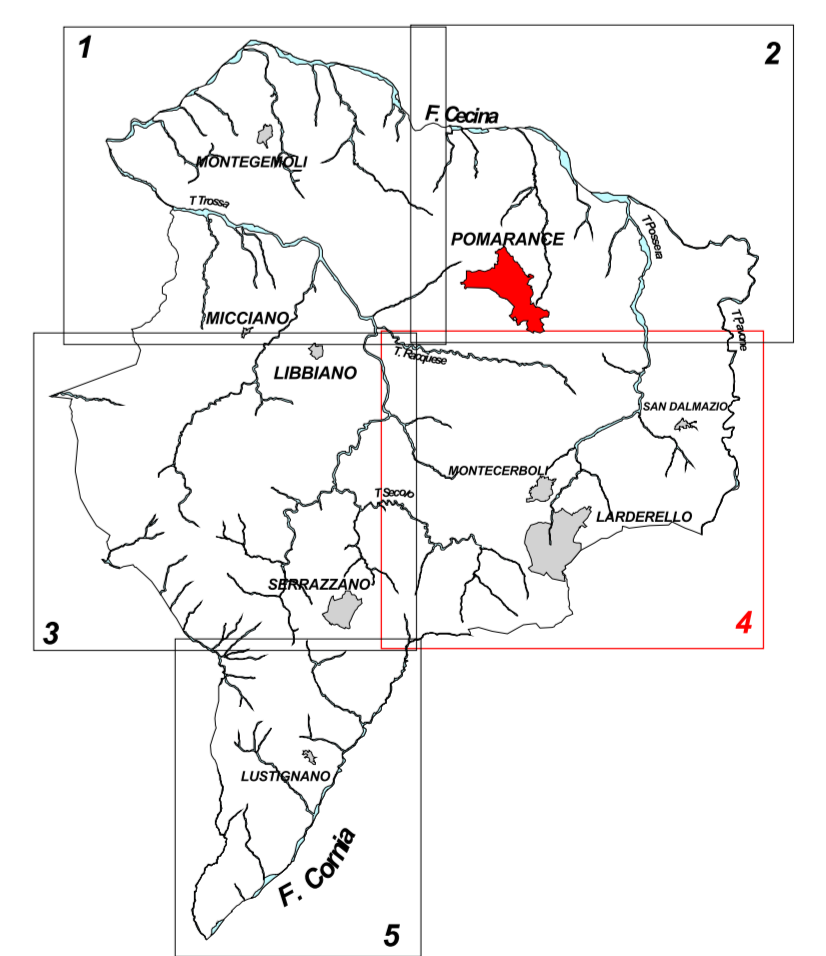 1
2
F. Cecina
MONTEGEMOLI
T Trossa
POMARANCE
T Possera
MICCIANO
T Pavone
T. Racquese
LIBBIANO
SAN DALMAZIO
MONTECERBOLI
T Secolo
LARDERELLO
SERRAZZANO
3
4
LUSTIGNANO
F. Cornia
5